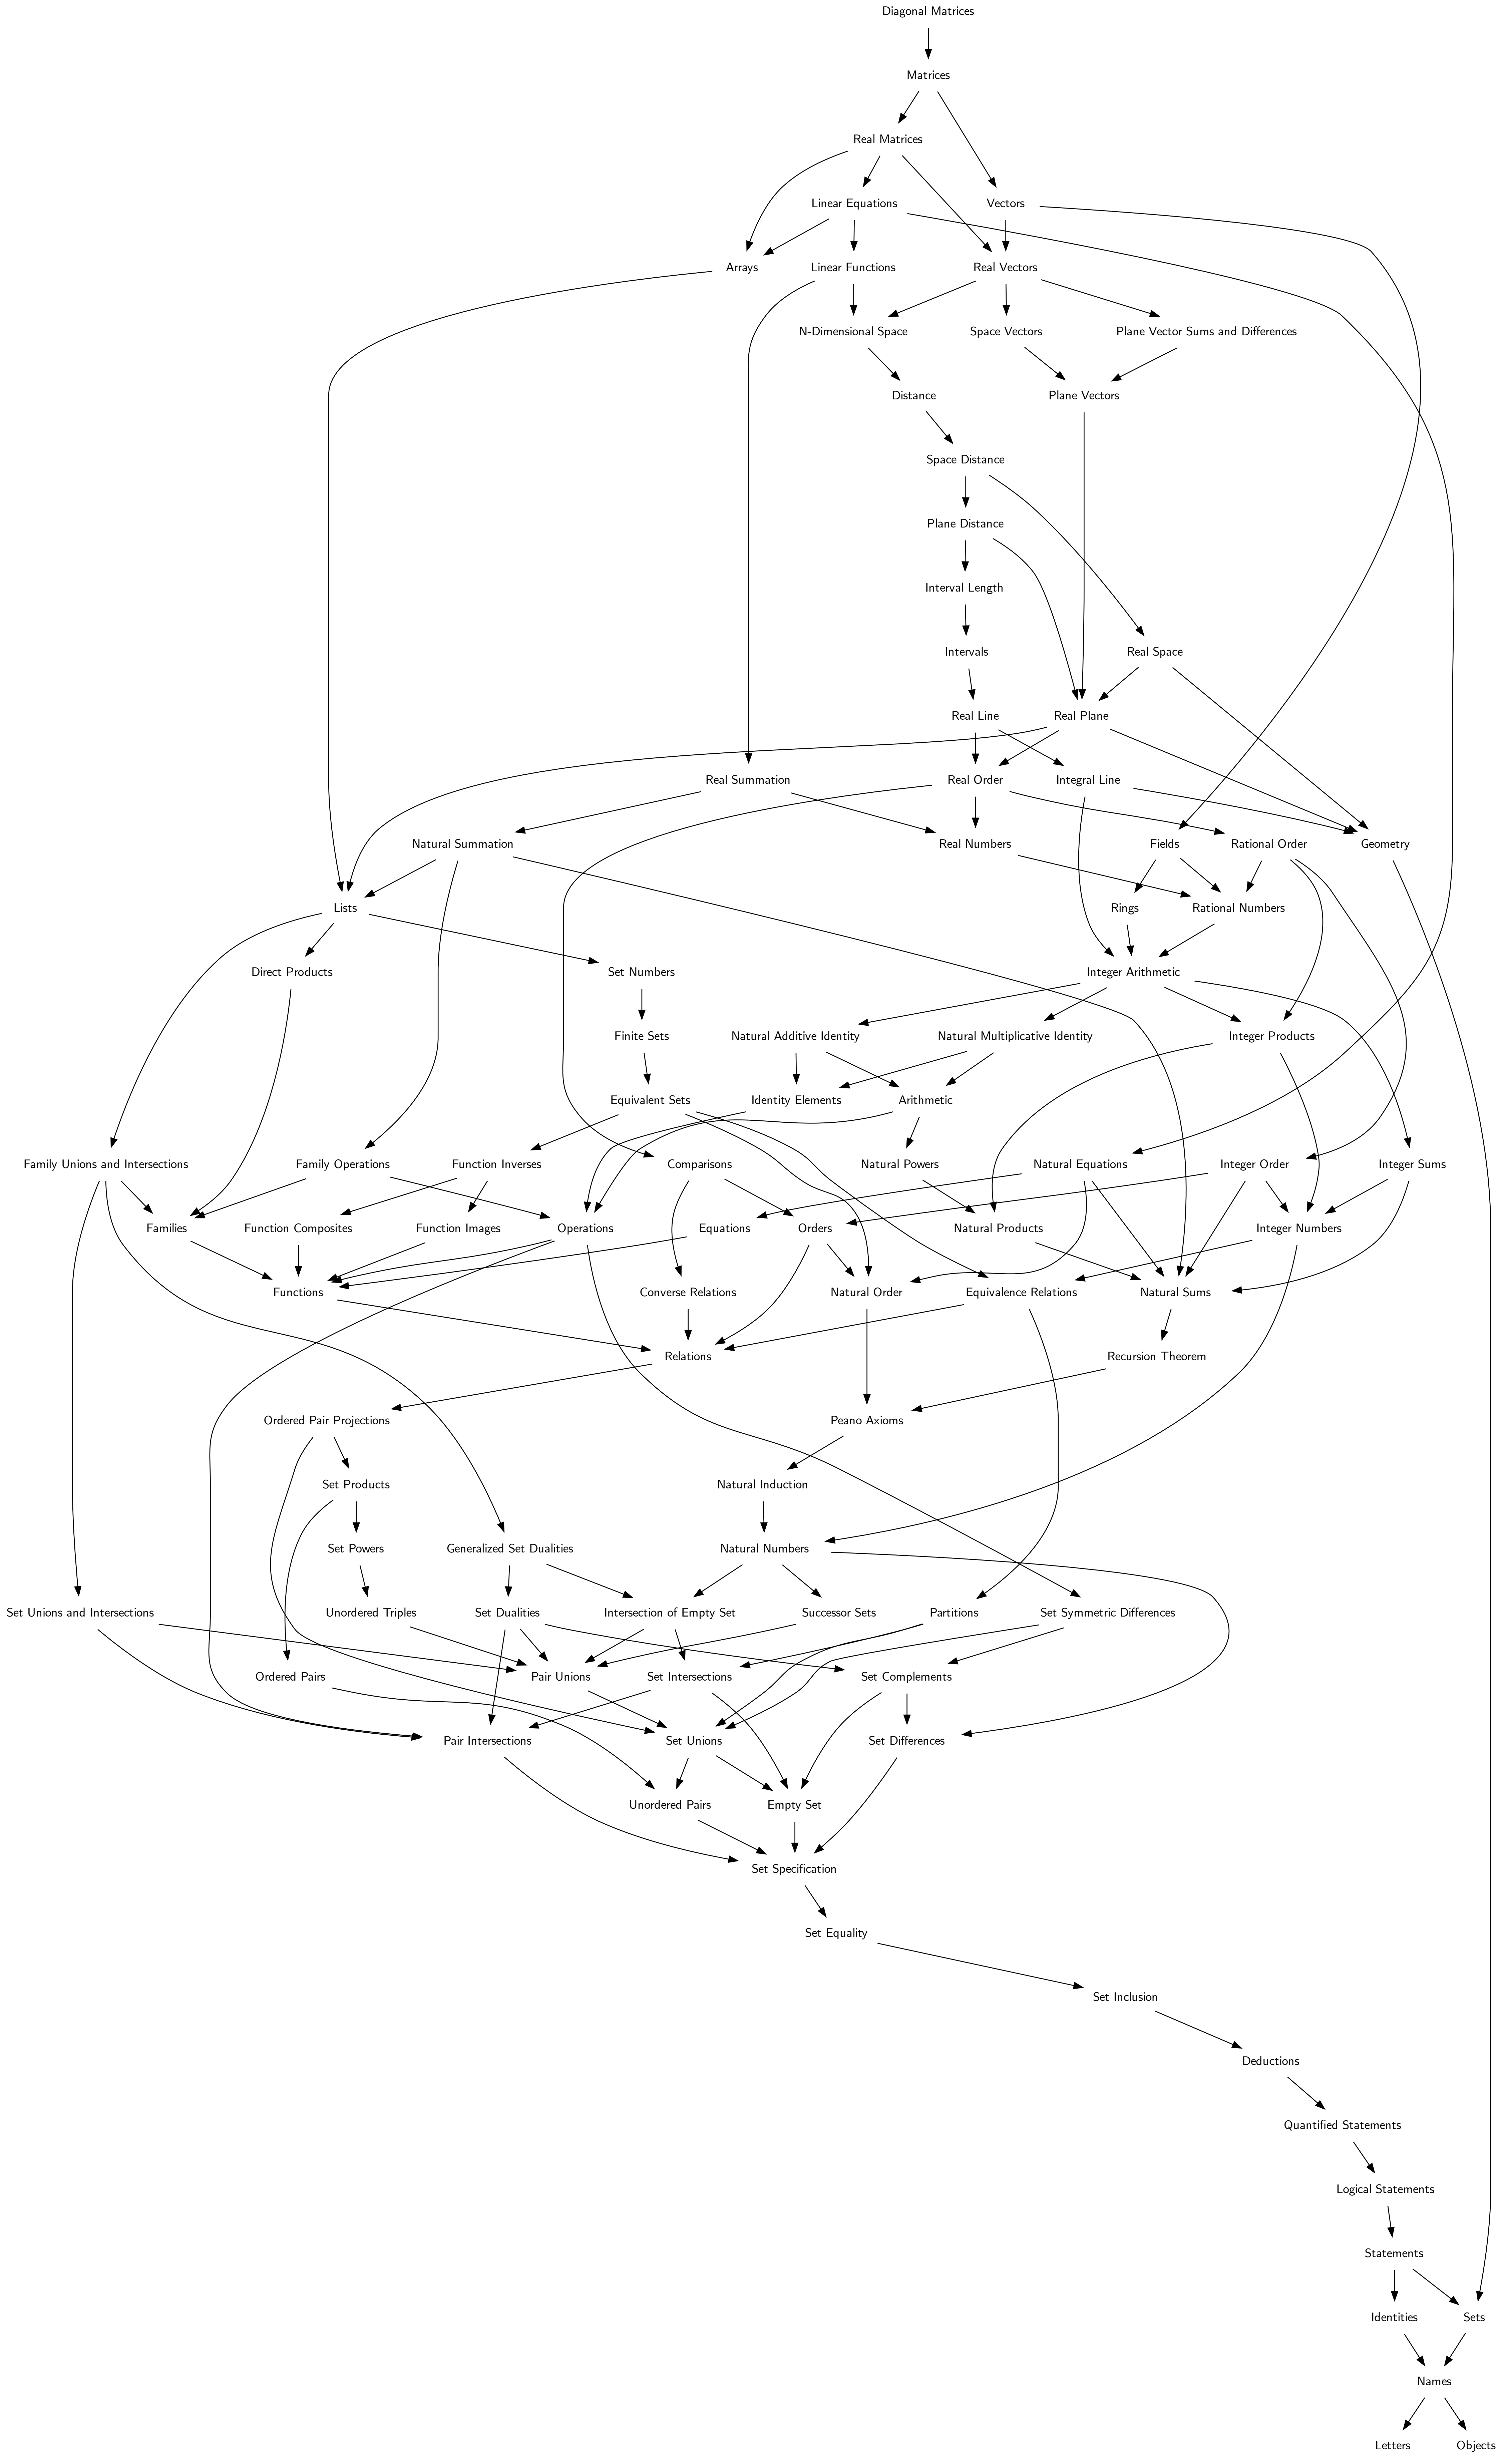 Diagonal Matrices
Matrices
Real Matrices
Linear Equations
Vectors
Arrays
Linear Functions
Real Vectors
N-Dimensional Space
Space Vectors
Plane Vector Sums and Differences
Distance
Plane Vectors
Space Distance
Plane Distance
Interval Length
Intervals
Real Space
Real Line
Real Plane
Real Summation
Real Order
Integral Line
Natural Summation
Real Numbers
Fields
Rational Order
Geometry
Lists
Rings
Rational Numbers
Direct Products
Set Numbers
Integer Arithmetic
Finite Sets
Natural Additive Identity
Natural Multiplicative Identity
Integer Products
Equivalent Sets
Identity Elements
Arithmetic
Family Unions and Intersections
Family Operations
Function Inverses
Comparisons
Natural Powers
Natural Equations
Integer Order
Integer Sums
Families
Function Composites
Function Images
Operations
Equations
Orders
Natural Products
Integer Numbers
Functions
Converse Relations
Natural Order
Equivalence Relations
Natural Sums
Relations
Recursion Theorem
Ordered Pair Projections
Peano Axioms
Set Products
Natural Induction
Set Powers
Generalized Set Dualities
Natural Numbers
Set Unions and Intersections
Unordered Triples
Set Dualities
Intersection of Empty Set
Successor Sets
Partitions
Set Symmetric Differences
Ordered Pairs
Pair Unions
Set Intersections
Set Complements
Pair Intersections
Set Unions
Set Differences
Unordered Pairs
Empty Set
Set Specification
Set Equality
Set Inclusion
Deductions
Quantified Statements
Logical Statements
Statements
Identities
Sets
Names
Letters
Objects